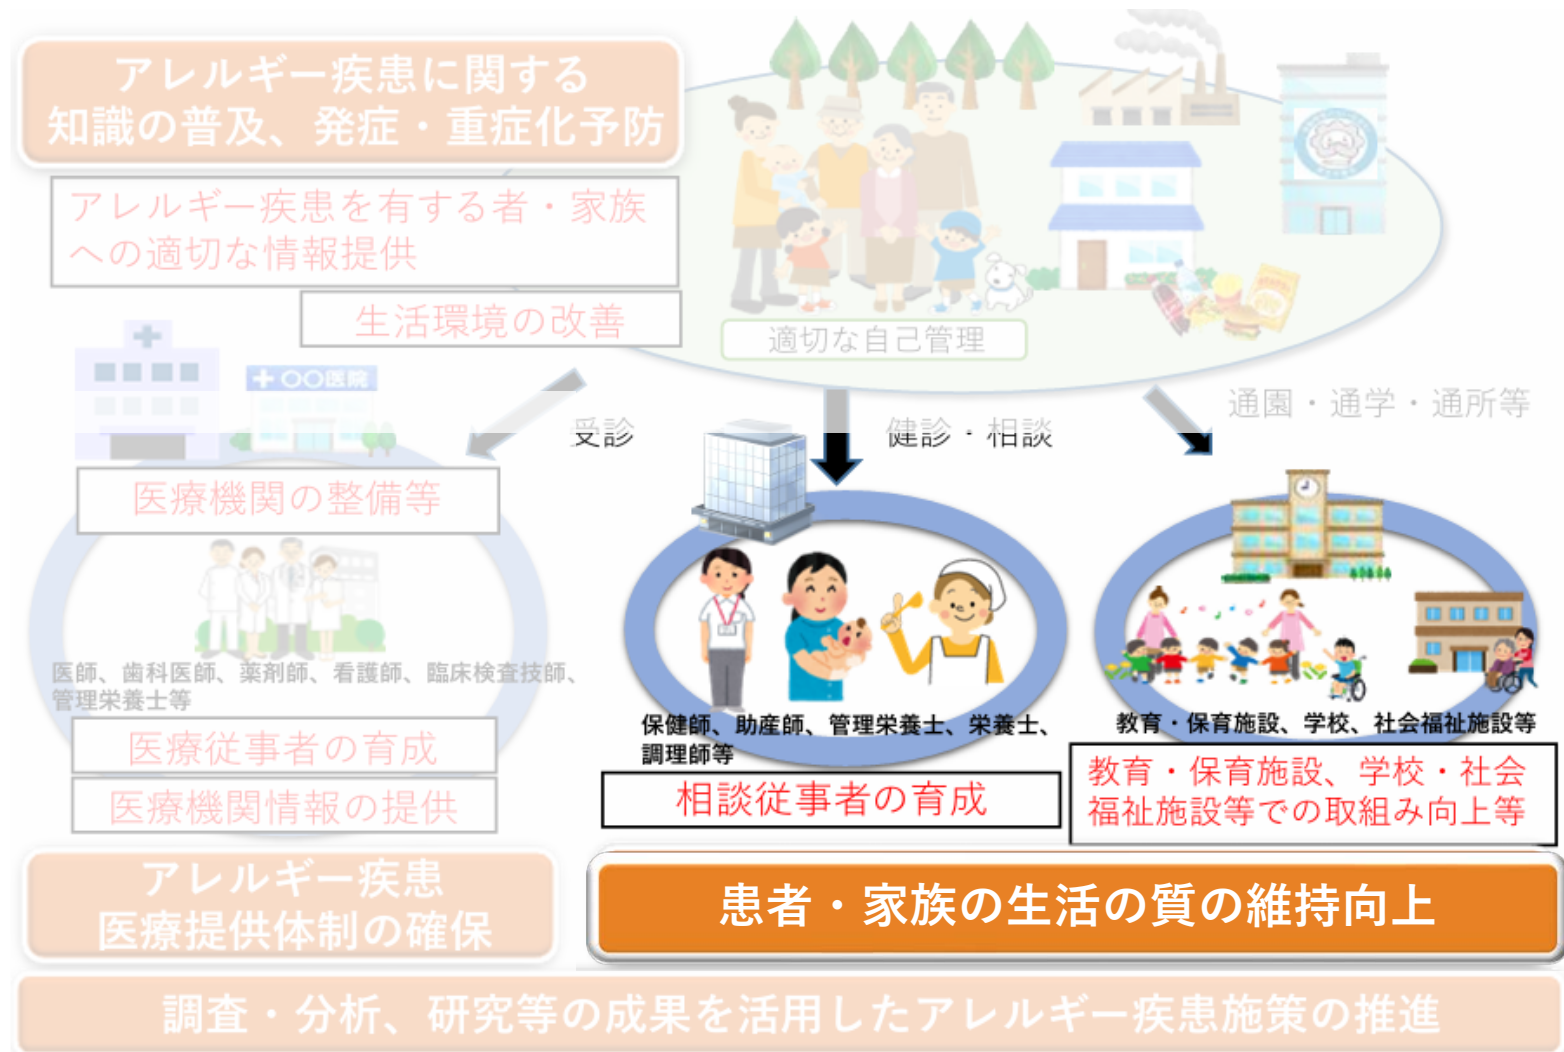 アレルギー疾患に関する
知識の普及、発症・重症化予防
アレルギー疾患を有する者・家族
への適切な情報提供
生活環境の改善
適切な自己管理
＋〇〇医院
受診
健診・相談
通園・通学・通所等
医療機関の整備等
医師、歯科医師、薬剤師、看護師、臨床検査技師、
管理栄養士等
医療従事者の育成
医療機関情報の提供
保健師、助産師、管理栄養士、栄養士、
調理師等
相談従事者の育成
教育・保育施設、学校、社会福祉施設等
教育・保育施設、学校・社会
福祉施設等での取組み向上等
アレルギー疾患
医療提供体制の確保
患者・家族の生活の質の維持向上
調査・分析、研究等の成果を活用したアレルギー疾患施策の推進